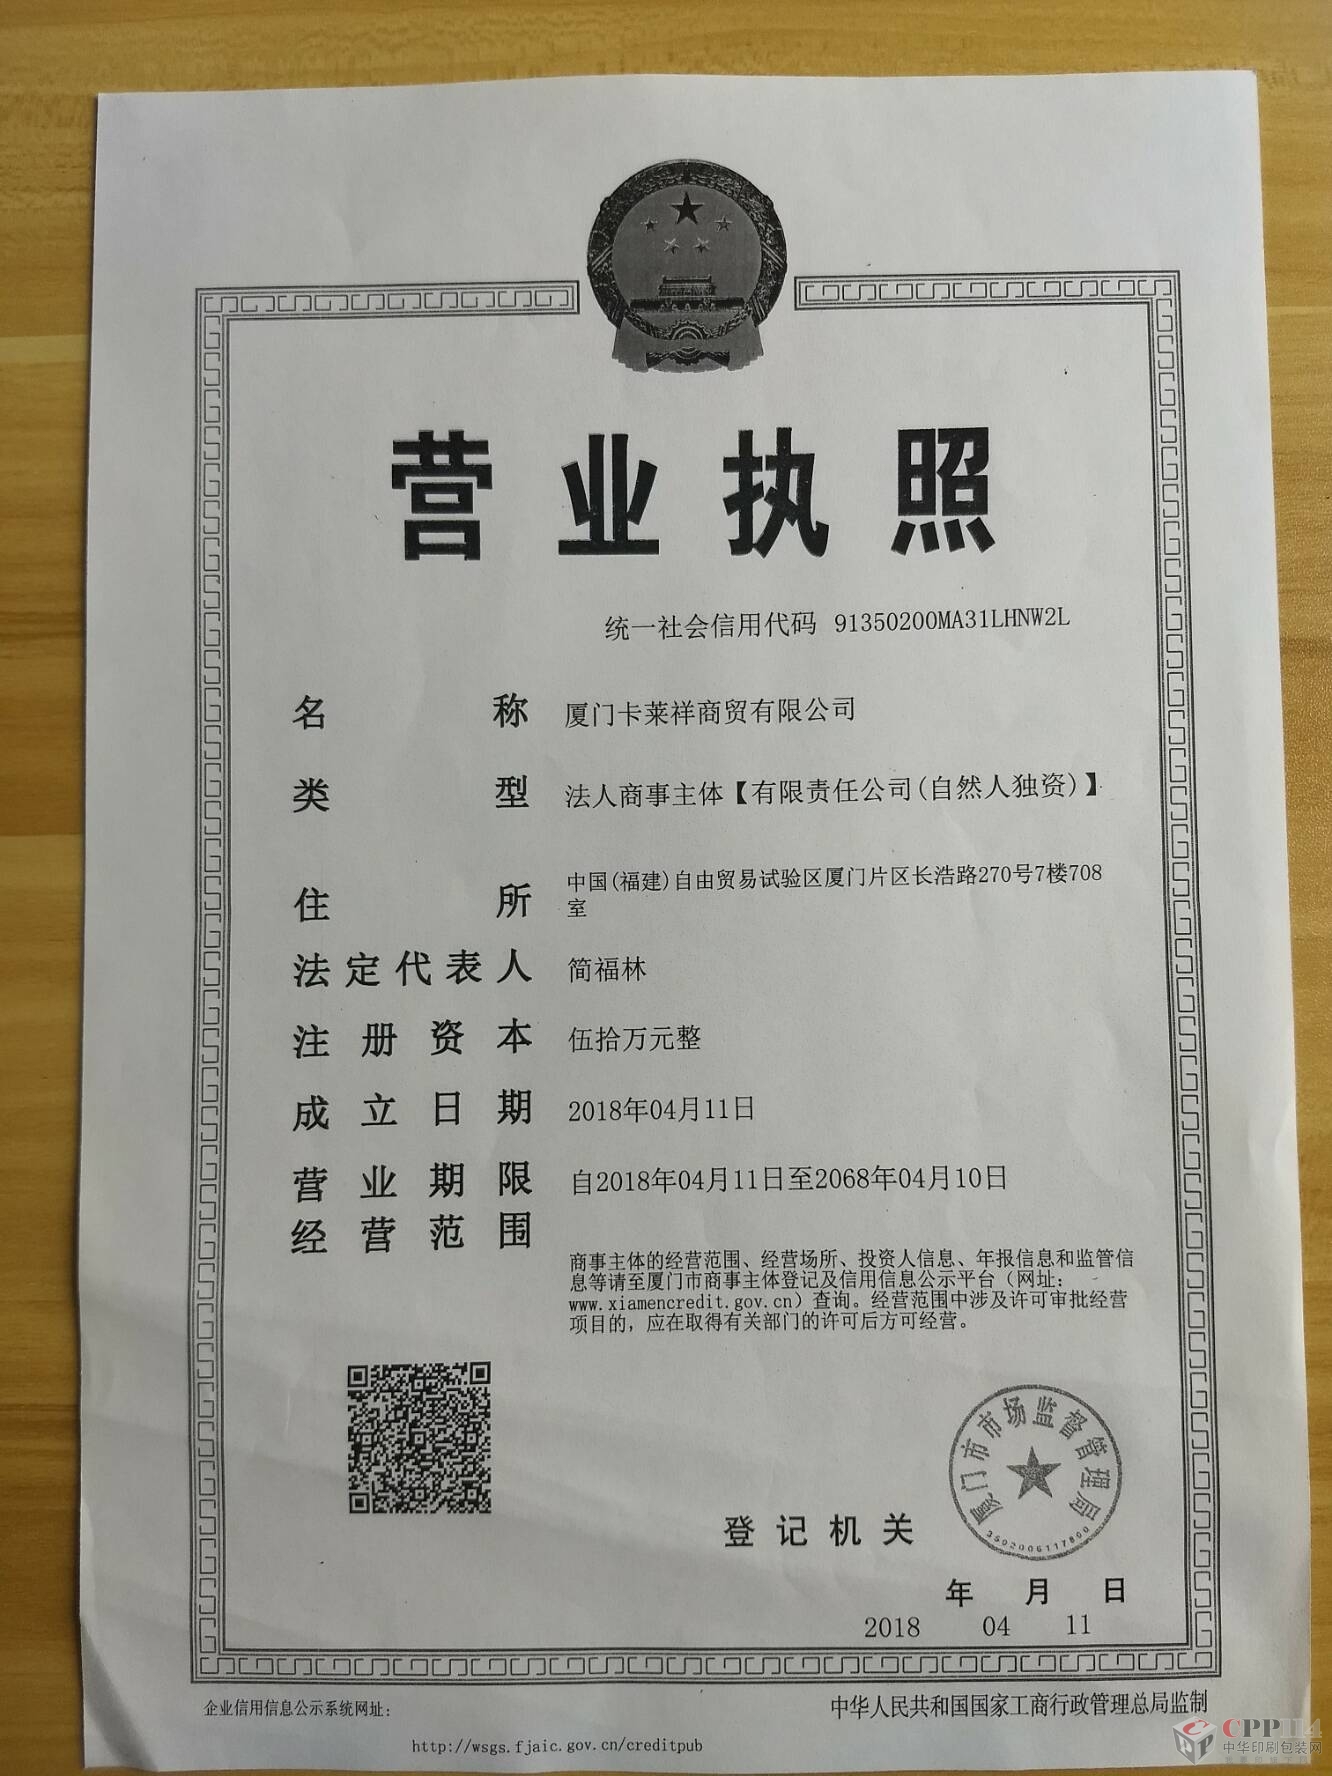 营业执照
统一社会信用代码 91350200MA31LHNW2L
名称 厦门卡莱祥商贸有限公司
类型 法人商事主体【有限责任公司(自然人独资)】
住所 中国(福建)自由贸易试验区厦门片区长浩路270号7楼708
室
法定代表人 简福林
注册资本 伍拾万元整
成立日期 2018年04月11日
营业期限 自2018年04月11日至2068年04月10日
经营范围
商事主体的经营范围、经营场所、投资人信息、年报信息和监管信
息等请至厦门市商事主体登记及信用信息公示平台（网址：
www.xiamencredit.gov.cn）查询。经营范围中涉及许可审批经营
项目的，应在取得有关部门的许可后方可经营。
厦门市市场监督管理局
3502006117800
登记机关
年 月 日
2018 04 11
企业信用信息公示系统网址：
中华人民共和国国家工商行政管理总局监制
http://wsgs.fjaic.gov.cn/creditpub
CPP114
中华印刷包装网